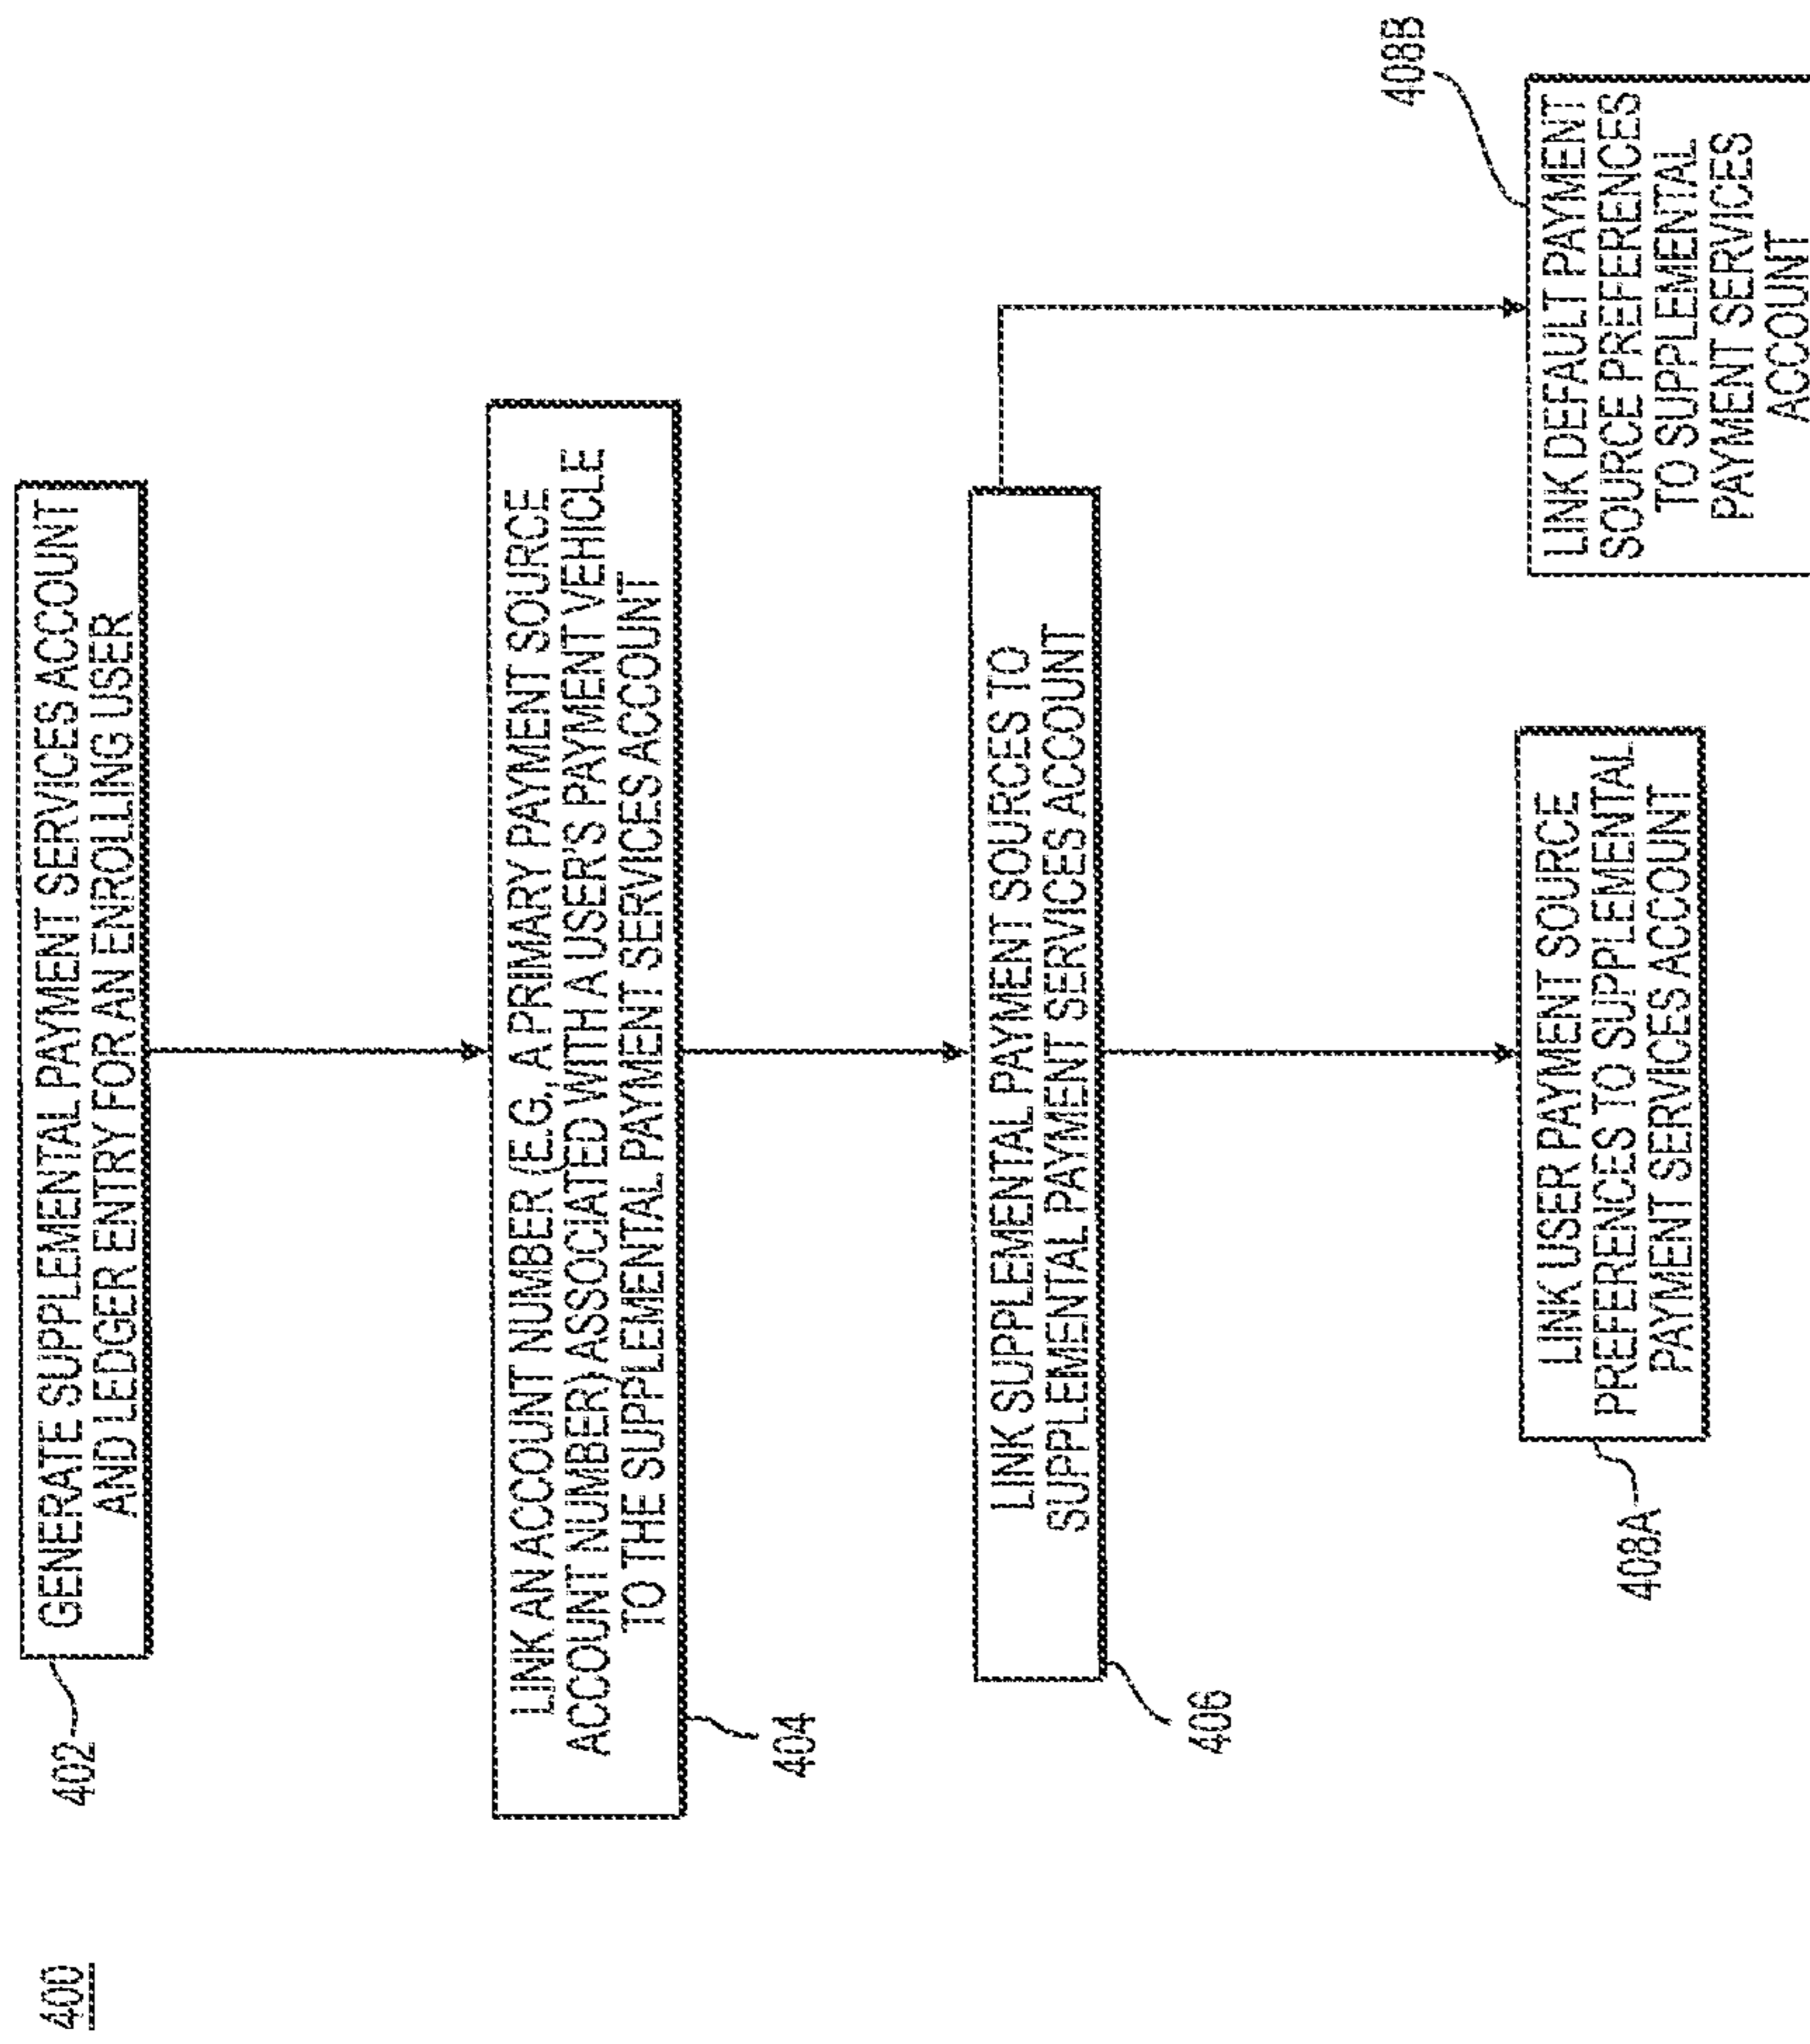 400
402
GENERATE SUPPLEMENTAL PAYMENT SERVICES ACCOUNT
AND LEDGER ENTRY FOR AN ENROLLING USER
LINK AN ACCOUNT NUMBER (E.G., A PRIMARY PAYMENT SOURCE
ACCOUNT NUMBER) ASSOCIATED WITH A USER'S PAYMENT VEHICLE
TO THE SUPPLEMENTAL PAYMENT SERVICES ACCOUNT
404
LINK SUPPLEMENTAL PAYMENT SOURCES TO
SUPPLEMENTAL PAYMENT SERVICES ACCOUNT
406
LINK USER PAYMENT SOURCE
PREFERENCES TO SUPPLEMENTAL
PAYMENT SERVICES ACCOUNT
408A
408B
LINK DEFAULT PAYMENT
SOURCE PREFERENCES
TO SUPPLEMENTAL
PAYMENT SERVICES
ACCOUNT